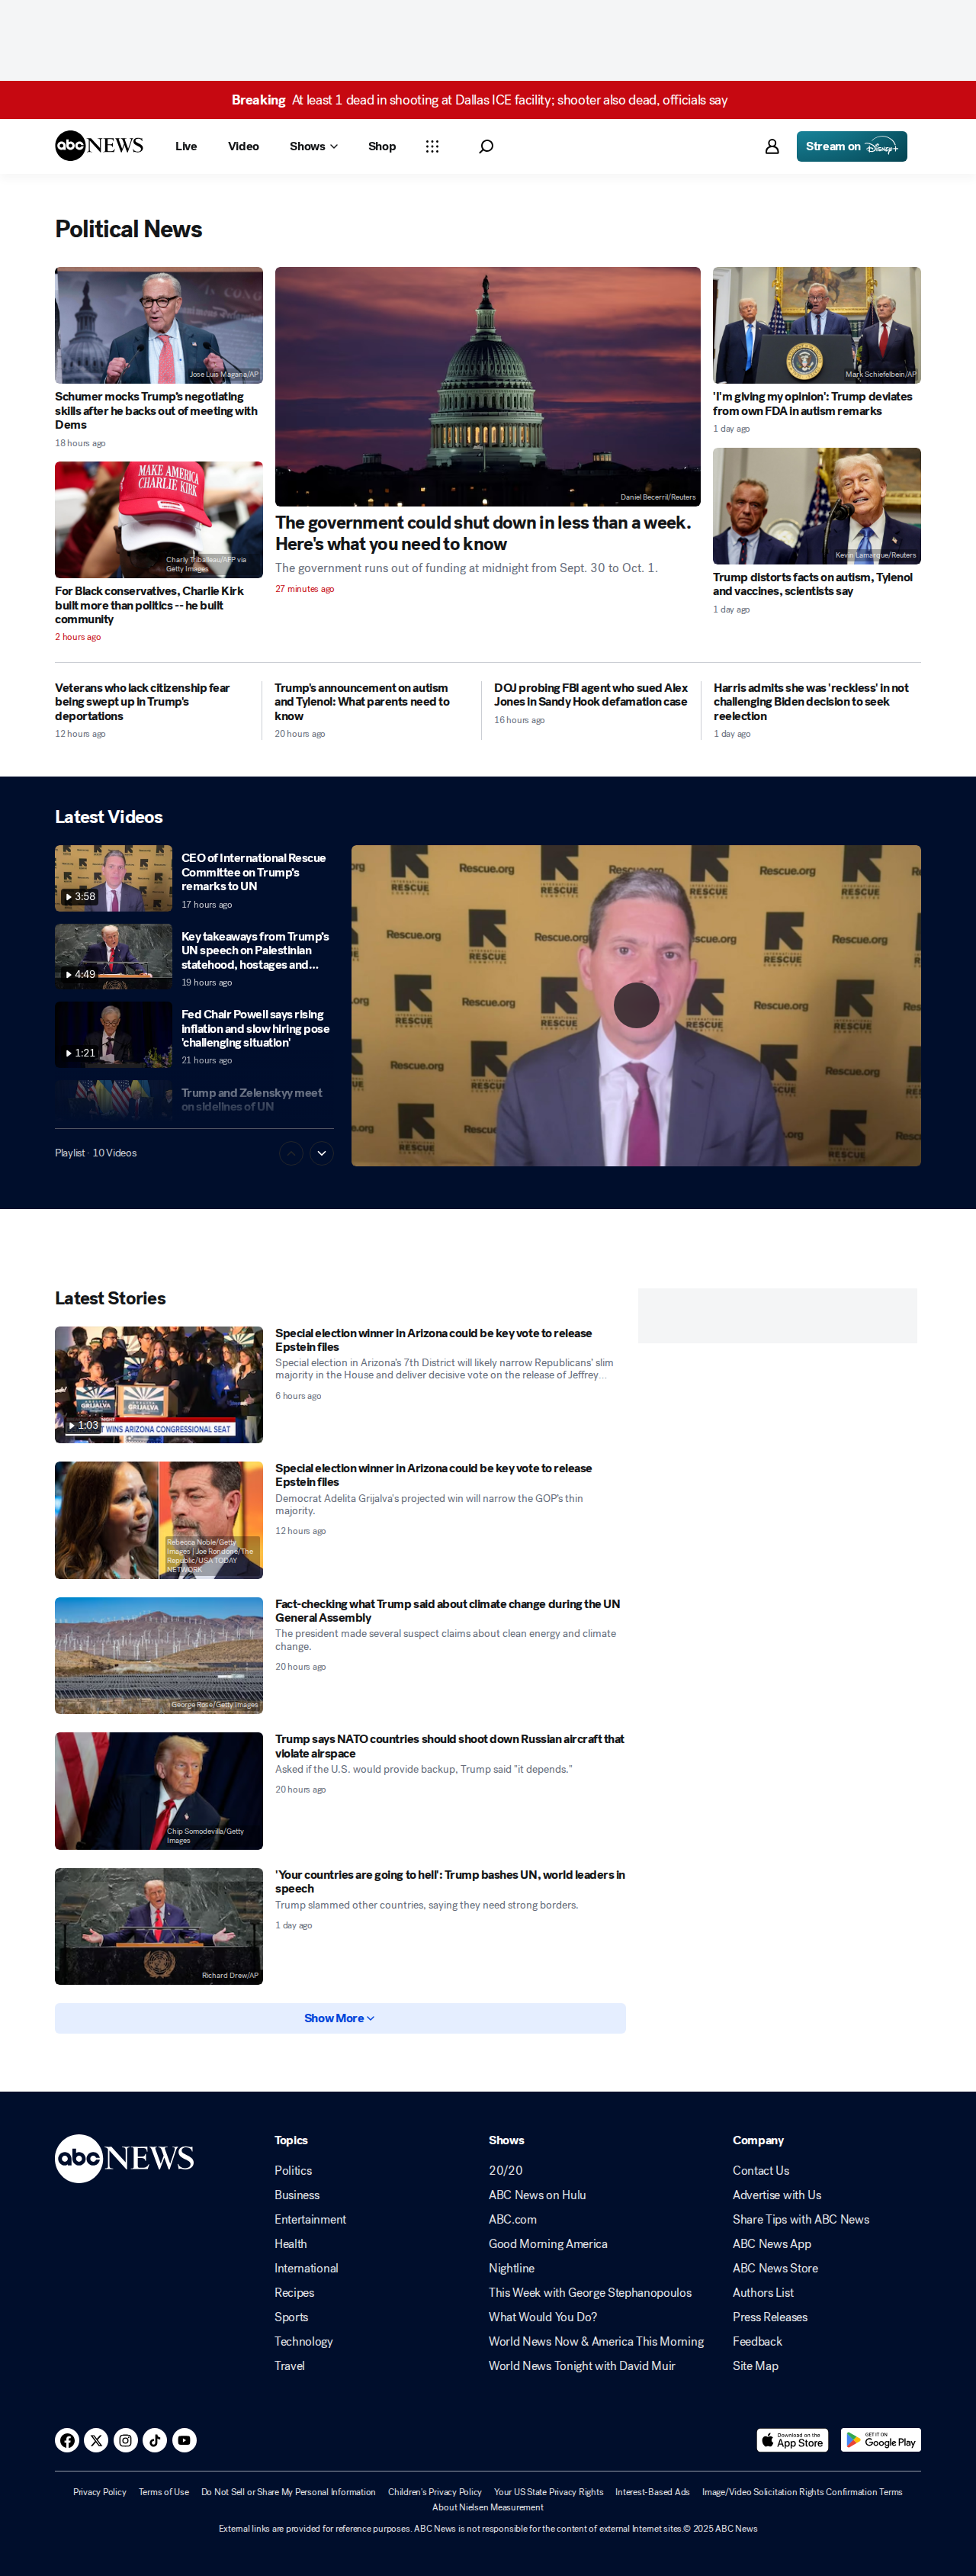 Breaking At least 1 dead in shooting at Dallas ICE facility; shooter also dead, officials say
abc NEWS
Live
Video
Shows
Shop
Stream on Disney+
Political News
Jose Luis Magana/AP
Schumer mocks Trump's negotiating
skills after he backs out of meeting with
Dems
18 hours ago
MAKE AMERICA
CHARLIE KIRK
Charly Triballeau/AFP via
Getty Images
For Black conservatives, Charlie Kirk
built more than politics -- he built
community
2 hours ago
Daniel Becerril/Reuters
The government could shut down in less than a week.
Here's what you need to know
The government runs out of funding at midnight from Sept. 30 to Oct. 1.
27 minutes ago
Mark Schiefelbein/AP
'I'm giving my opinion': Trump deviates
from own FDA in autism remarks
1 day ago
Kevin Lamarque/Reuters
Trump distorts facts on autism, Tylenol
and vaccines, scientists say
1 day ago
Veterans who lack citizenship fear
being swept up in Trump's
deportations
12 hours ago
Trump's announcement on autism
and Tylenol: What parents need to
know
20 hours ago
DOJ probing FBI agent who sued Alex
Jones in Sandy Hook defamation case
16 hours ago
Harris admits she was 'reckless' in not
challenging Biden decision to seek
reelection
1 day ago
Latest Videos
3:58
CEO of International Rescue
Committee on Trump's
remarks to UN
17 hours ago
4:49
Key takeaways from Trump's
UN speech on Palestinian
statehood, hostages and...
19 hours ago
1:21
Fed Chair Powell says rising
inflation and slow hiring pose
'challenging situation'
21 hours ago
Trump and Zelenskyy meet
on sidelines of UN
Playlist · 10 Videos
INTERNATIONAL
RESCUE
COMMITTEE
Rescue.org
Latest Stories
1:03
GRIJALVA
GRIJALVA
WINS ARIZONA CONGRESSIONAL SEAT
Special election winner in Arizona could be key vote to release
Epstein files
Special election in Arizona's 7th District will likely narrow Republicans' slim
majority in the House and deliver decisive vote on the release of Jeffrey...
6 hours ago
Rebecca Noble/Getty
Images | Joe Rondone/The
Republic/USA TODAY
NETWORK
Special election winner in Arizona could be key vote to release
Epstein files
Democrat Adelita Grijalva's projected win will narrow the GOP's thin
majority.
12 hours ago
George Rose/Getty Images
Fact-checking what Trump said about climate change during the UN
General Assembly
The president made several suspect claims about clean energy and climate
change.
20 hours ago
Chip Somodevilla/Getty
Images
Trump says NATO countries should shoot down Russian aircraft that
violate airspace
Asked if the U.S. would provide backup, Trump said "it depends."
20 hours ago
Richard Drew/AP
'Your countries are going to hell': Trump bashes UN, world leaders in
speech
Trump slammed other countries, saying they need strong borders.
1 day ago
Show More
abc NEWS
Topics
Politics
Business
Entertainment
Health
International
Recipes
Sports
Technology
Travel
Shows
20/20
ABC News on Hulu
ABC.com
Good Morning America
Nightline
This Week with George Stephanopoulos
What Would You Do?
World News Now & America This Morning
World News Tonight with David Muir
Company
Contact Us
Advertise with Us
Share Tips with ABC News
ABC News App
ABC News Store
Authors List
Press Releases
Feedback
Site Map
Download on the
App Store
GET IT ON
Google Play
Privacy Policy
Terms of Use
Do Not Sell or Share My Personal Information
Children's Privacy Policy
Your US State Privacy Rights
Interest-Based Ads
Image/Video Solicitation Rights Confirmation Terms
About Nielsen Measurement
External links are provided for reference purposes. ABC News is not responsible for the content of external Internet sites.© 2025 ABC News